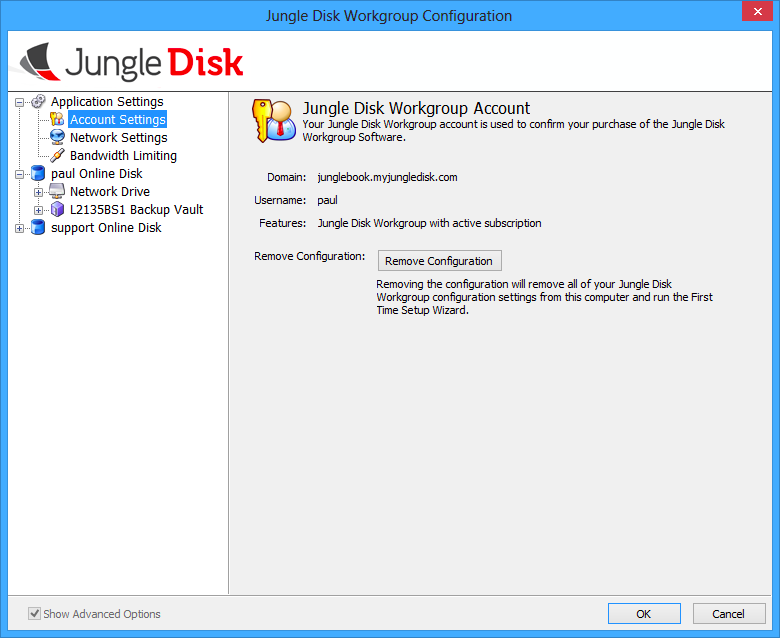 Jungle Disk Workgroup Configuration
Jungle Disk
Application Settings
Account Settings
Network Settings
Bandwidth Limiting
paul Online Disk
Network Drive
L2135BS1 Backup Vault
support Online Disk
Jungle Disk Workgroup Account
Your Jungle Disk Workgroup account is used to confirm your purchase of the Jungle Disk
Workgroup Software.
Domain: junglebook.myjungledisk.com
Username: paul
Features: Jungle Disk Workgroup with active subscription
Remove Configuration: Remove Configuration
Removing the configuration will remove all of your Jungle Disk
Workgroup configuration settings from this computer and run the First
Time Setup Wizard.
Show Advanced Options
OK Cancel